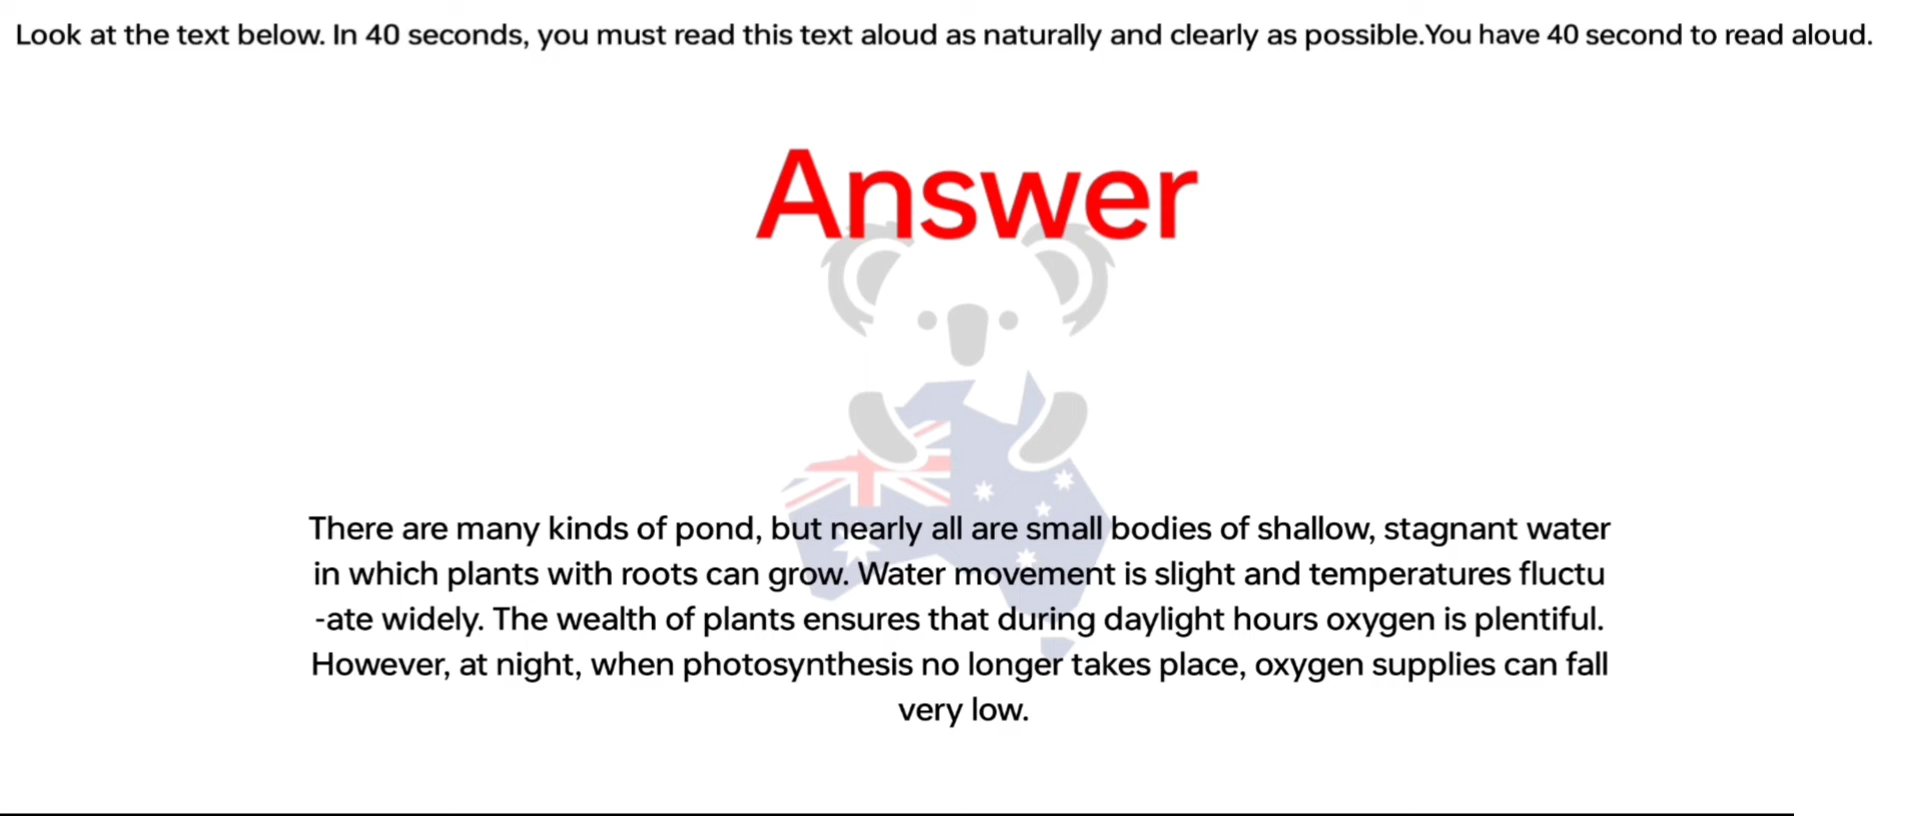 Look at the text below. In 40 seconds, you must read this text aloud as naturally and clearly as possible.You have 40 second to read aloud.
Answer
There are many kinds of pond, but nearly all are small bodies of shallow, stagnant water
in which plants with roots can grow. Water movement is slight and temperatures fluctu
-ate widely. The wealth of plants ensures that during daylight hours oxygen is plentiful.
However, at night, when photosynthesis no longer takes place, oxygen supplies can fall
very low.